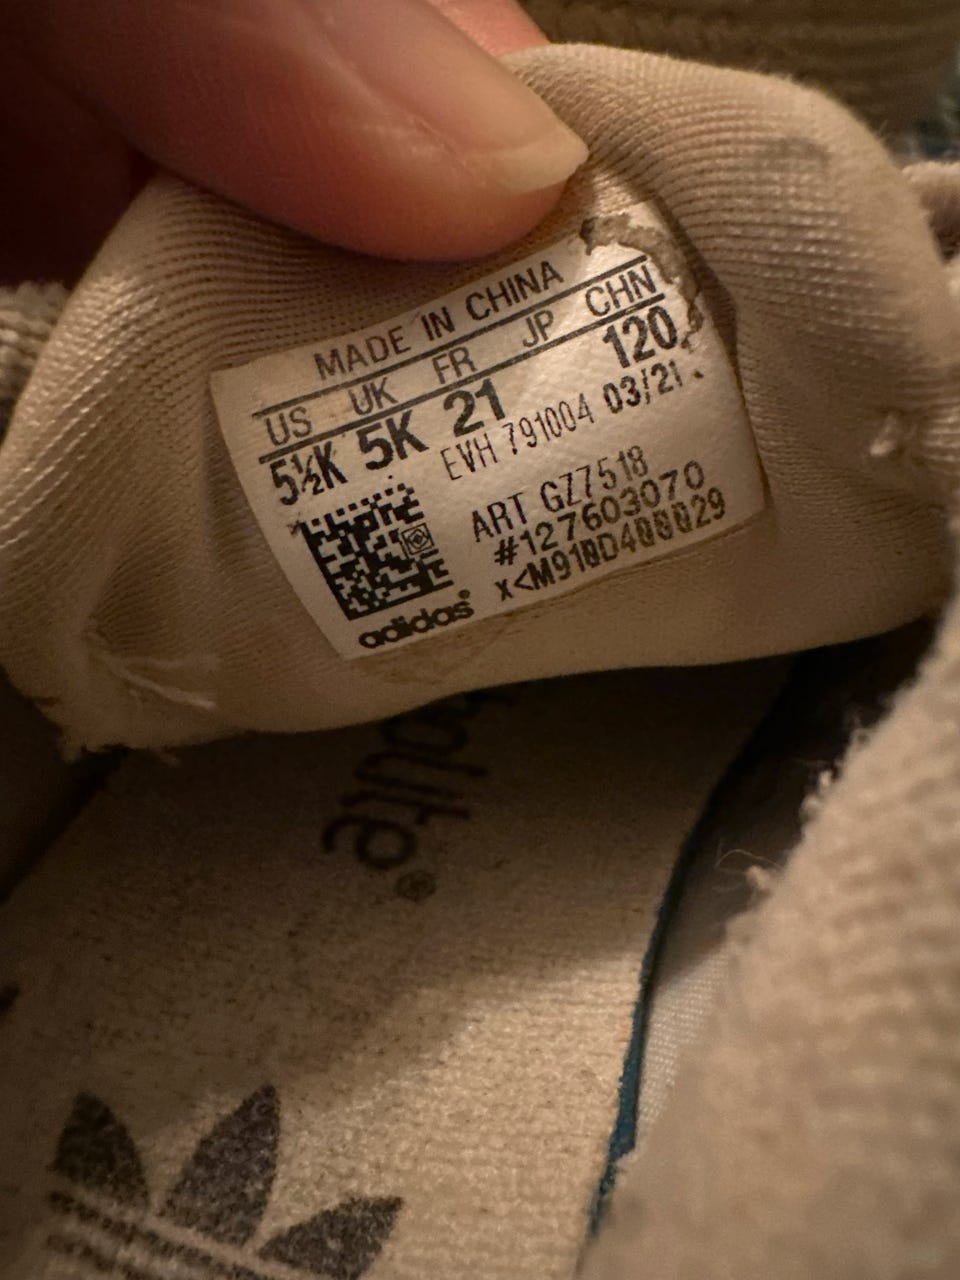 MADE IN CHINA
US UK FR JP CHN
5½K 5K 21 120
EVH 791004 03/21
ART GZ7518
#127603070
adidas®